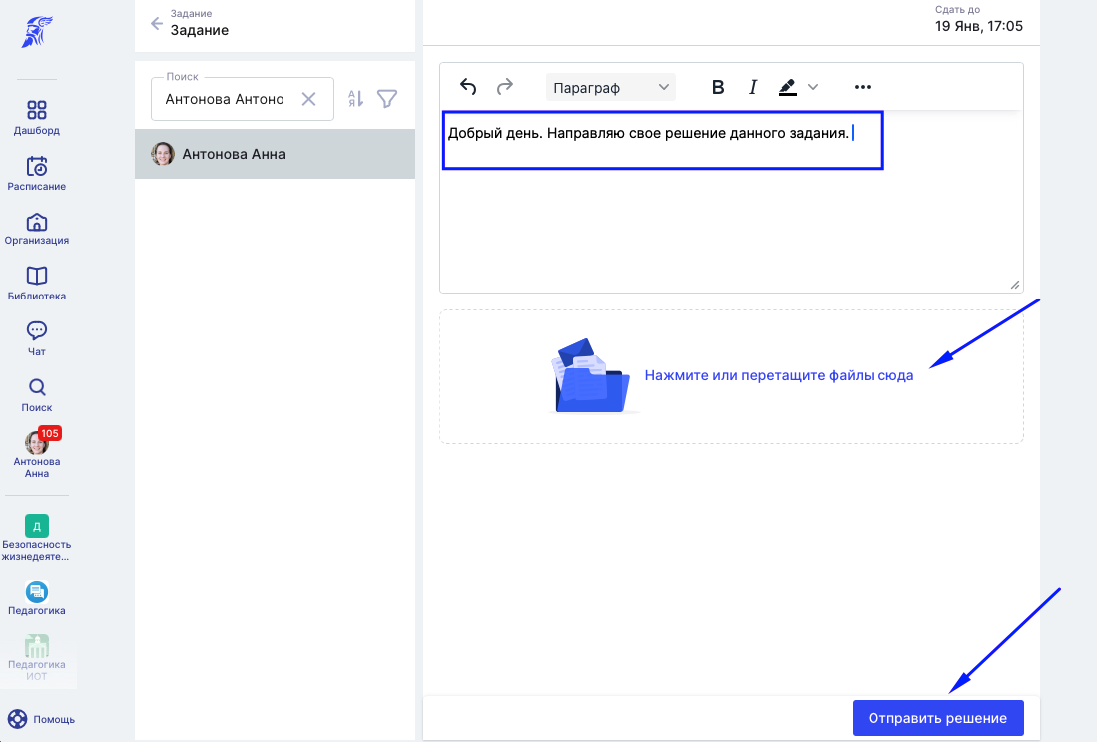 Дашборд
Расписание
Организация
Библиотека
Чат
Поиск
105
Антонова
Анна
Д
Безопасность
жизнедеяте...
Педагогика
Педагогика
ИОТ
Помощь
Задание
Задание
Поиск
Антонова Антоно
А
Я
Антонова Анна
Сдать до
19 Янв, 17:05
Параграф
B I
Добрый день. Направляю свое решение данного задания.
Нажмите или перетащите файлы сюда
Отправить решение